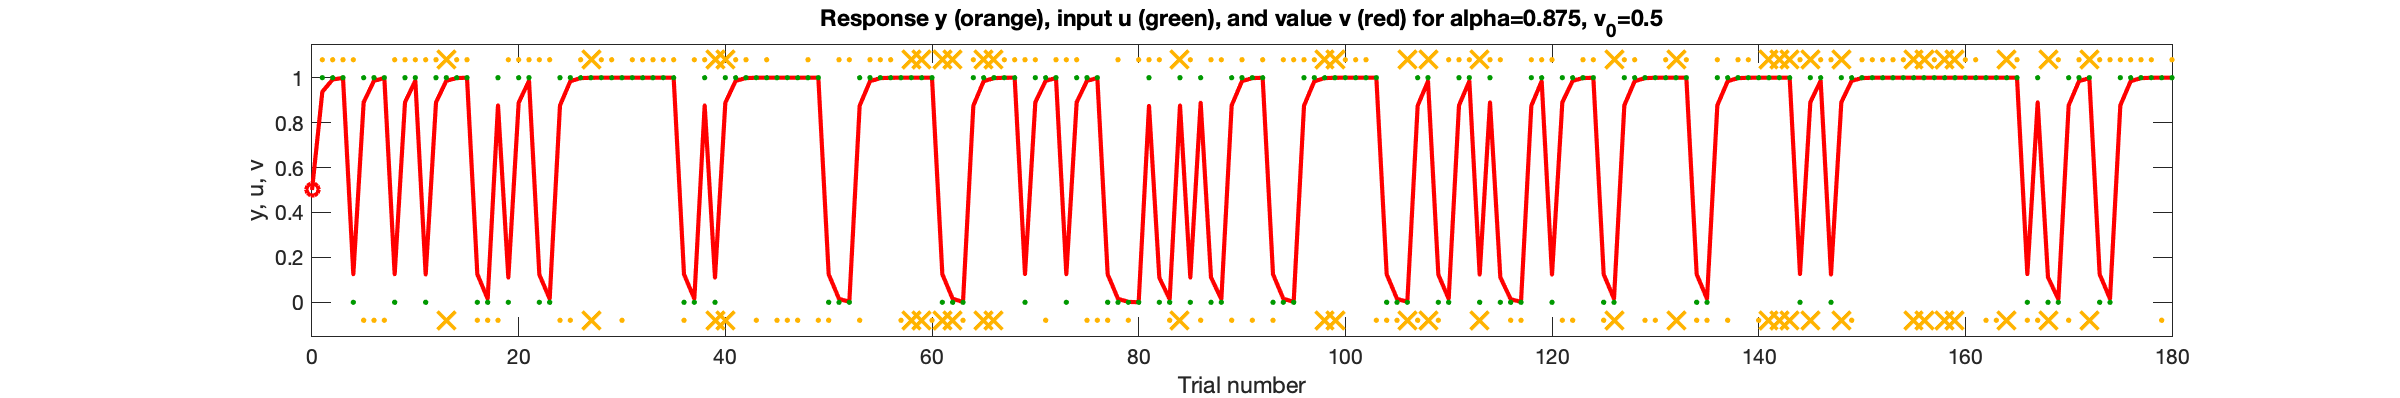 Response y (orange), input u (green), and value v (red) for alpha=0.875, v0=0.5
y, u, v
1
0.8
0.6
0.4
0.2
0
0 20 40 60 80 100 120 140 160 180
Trial number